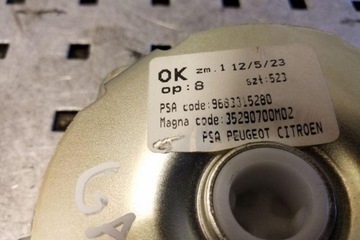 OK zm.1 12/5/23
op:8 szt:523
PSA code:9683315280
Magna code:35290700M02
PSA PEUGEOT CITROEN